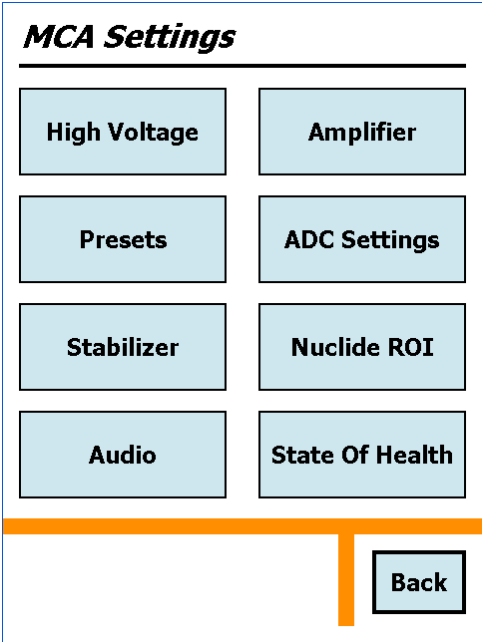 MCA Settings
High Voltage
Amplifier
Presets
ADC Settings
Stabilizer
Nuclide ROI
Audio
State Of Health
Back